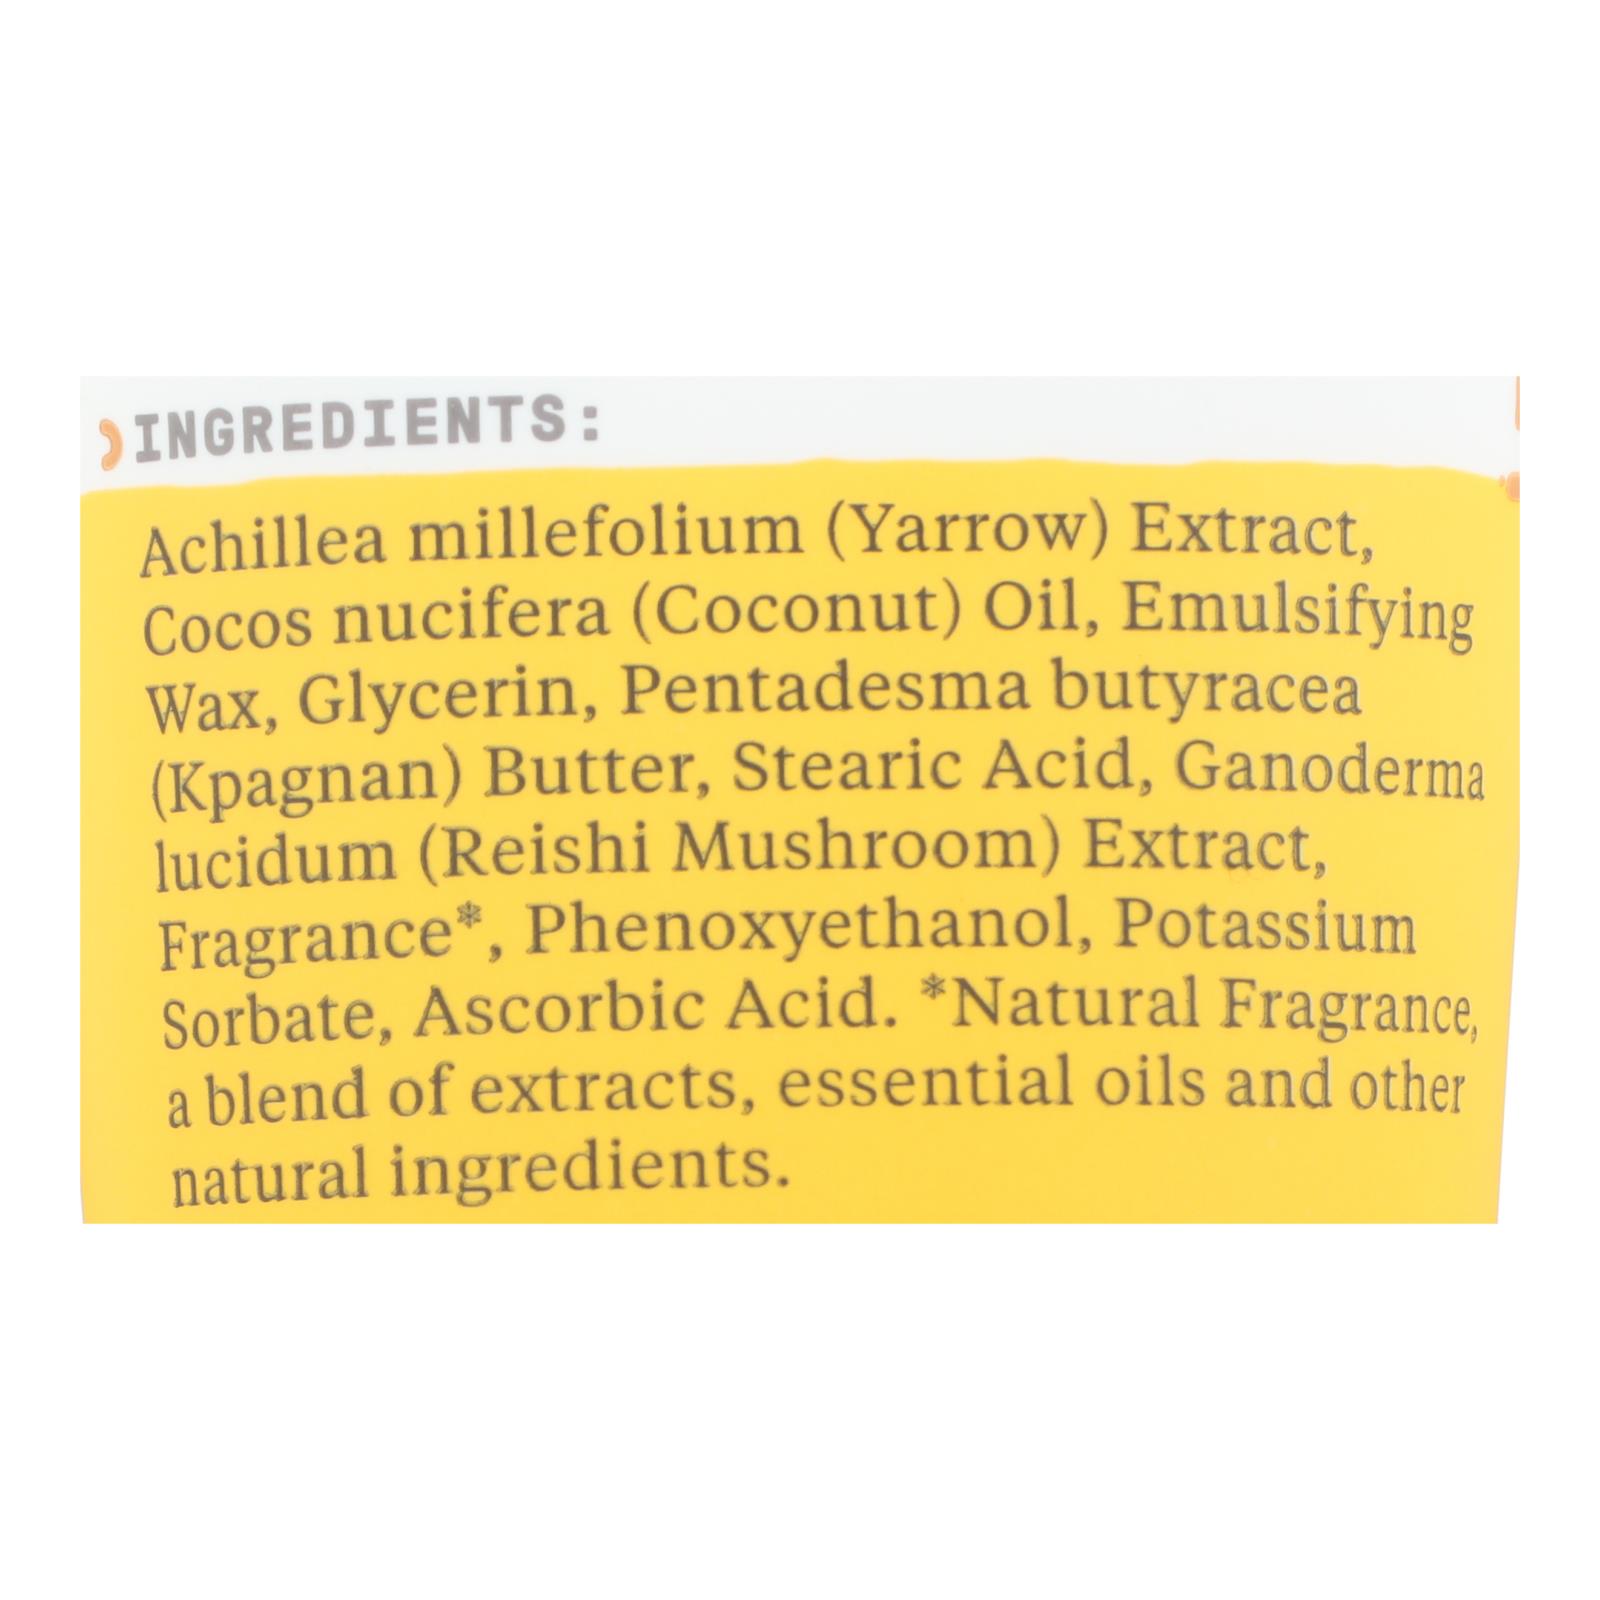 INGREDIENTS:
Achillea millefolium (Yarrow) Extract,
Cocos nucifera (Coconut) Oil, Emulsifying
Wax, Glycerin, Pentadesma butyracea
(Kpagnan) Butter, Stearic Acid, Ganoderma
lucidum (Reishi Mushroom) Extract,
Fragrance*, Phenoxyethanol, Potassium
Sorbate, Ascorbic Acid. *Natural Fragrance,
a blend of extracts, essential oils and other
natural ingredients.